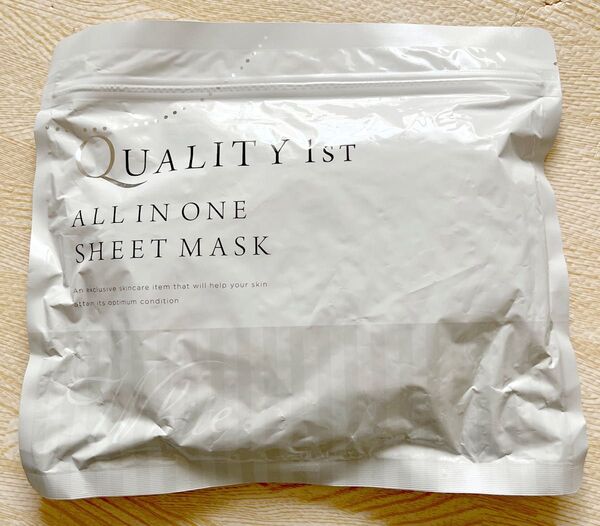 QUALITY 1ST
ALL IN ONE
SHEET MASK
An exclusive skincare item that will help your skin
attain its optimum condition
White